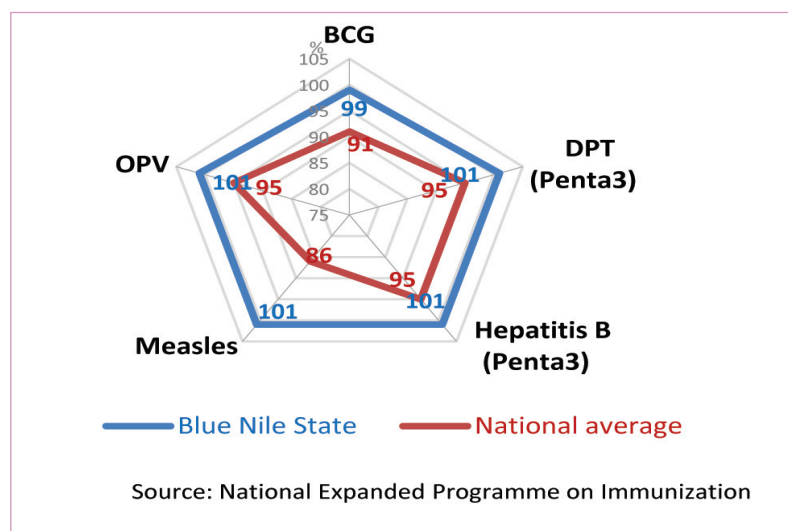 BCG
%
105
100
95
90
85
80
75
99
91
OPV
101
95
DPT
(Penta3)
101
95
86
95
101
101
Measles
Hepatitis B
(Penta3)
Blue Nile State
National average
Source: National Expanded Programme on Immunization